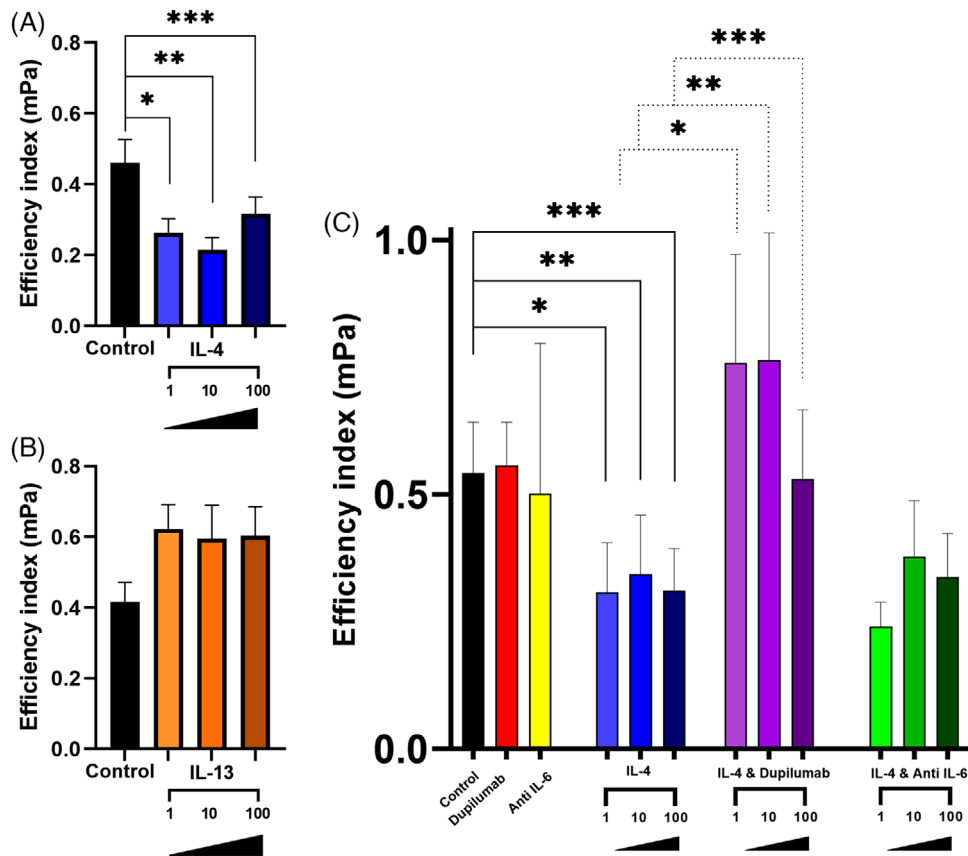 (A)
Efficiency index (mPa)
0.8
0.6
0.4
0.2
0.0
***
**
*
Control
IL-4
1 10 100
(B)
Efficiency index (mPa)
0.8
0.6
0.4
0.2
0.0
Control
IL-13
1 10 100
(C)
Efficiency index (mPa)
1.0
0.5
0.0
***
**
*
***
**
*
Control
Dupilumab
Anti IL-6
IL-4
1 10 100
IL-4 & Dupilumab
1 10 100
IL-4 & Anti IL-6
1 10 100